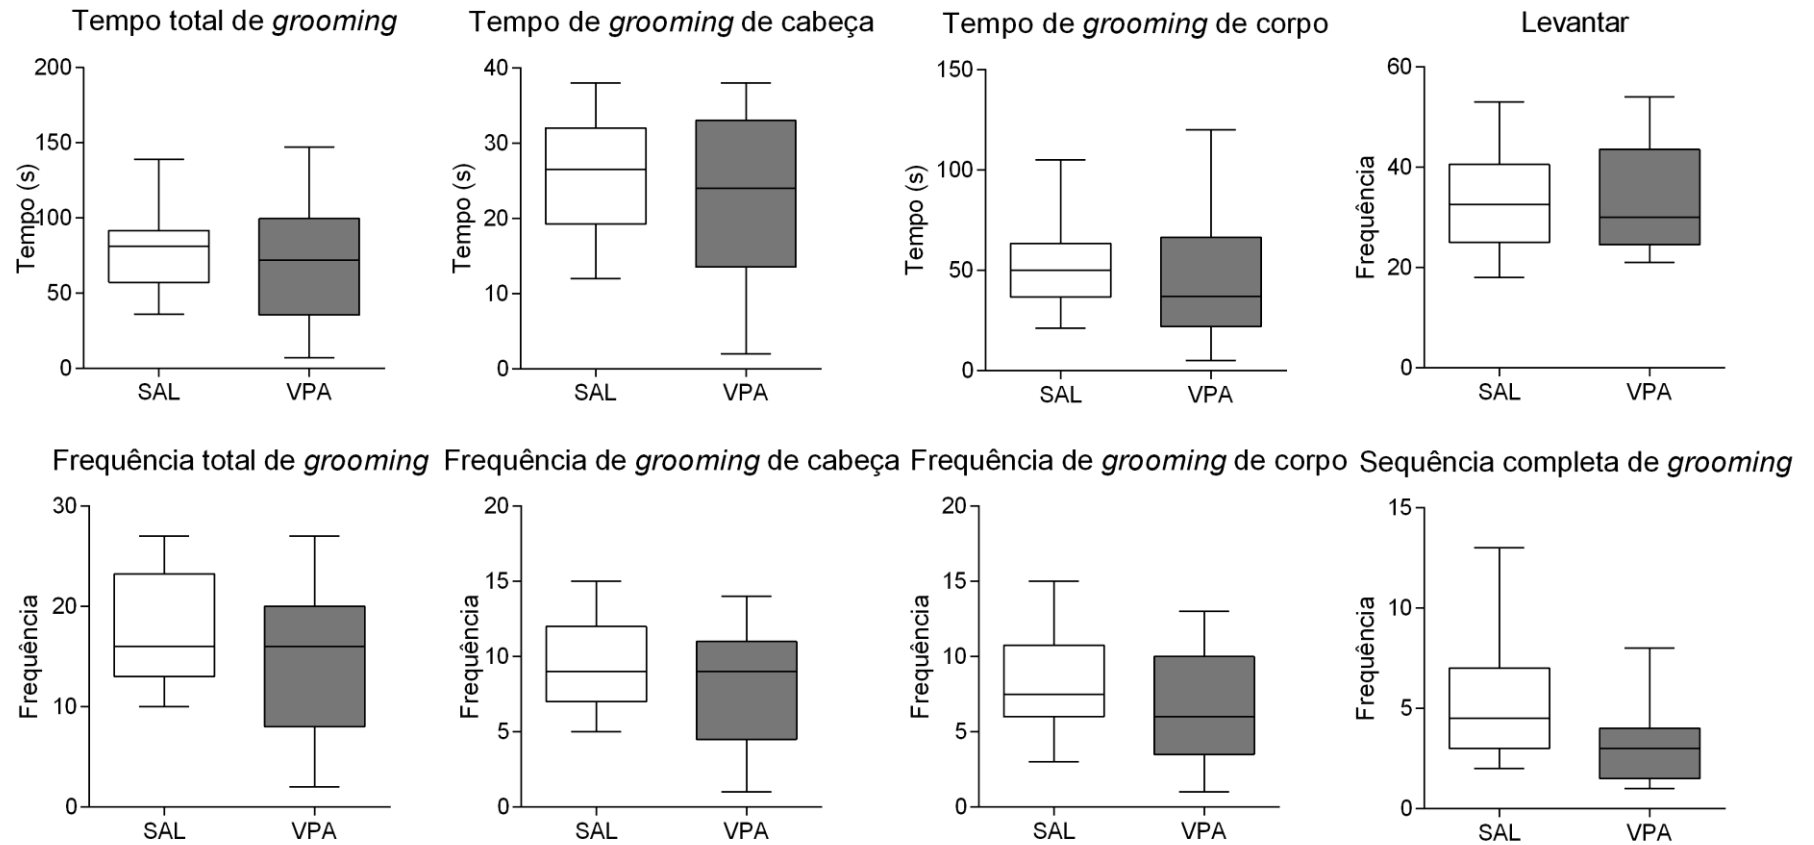 Tempo total de grooming
Tempo (s)
200
150
100
50
0
SAL VPA
Tempo de grooming de cabeça
Tempo (s)
40
30
20
10
0
SAL VPA
Tempo de grooming de corpo
Tempo (s)
150
100
50
0
SAL VPA
Levantar
Frequência
60
40
20
0
SAL VPA
Frequência total de grooming
Frequência
30
20
10
0
SAL VPA
Frequência de grooming de cabeça
Frequência
20
15
10
5
0
SAL VPA
Frequência de grooming de corpo
Frequência
20
15
10
5
0
SAL VPA
Sequência completa de grooming
Frequência
15
10
5
0
SAL VPA